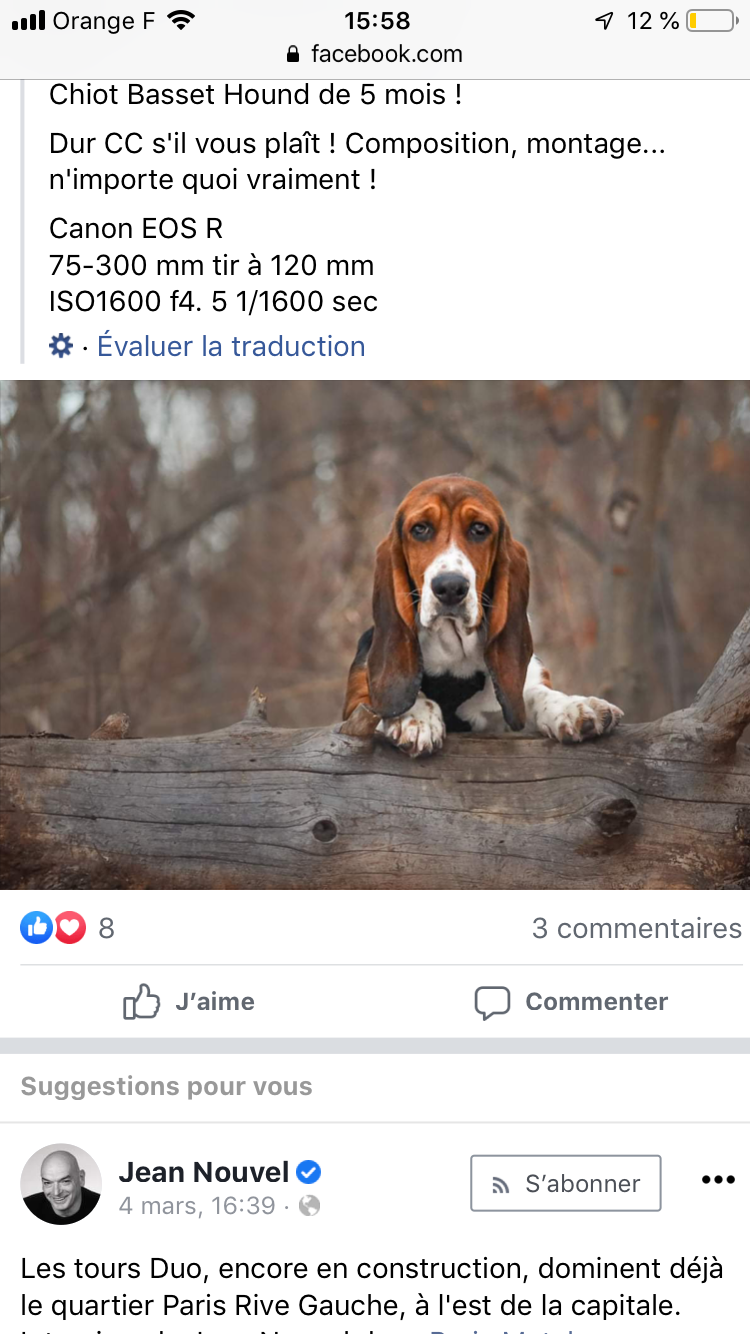 Orange F 15:58 12 %
facebook.com
Chiot Basset Hound de 5 mois !
Dur CC s'il vous plaît ! Composition, montage...
n'importe quoi vraiment !
Canon EOS R
75-300 mm tir à 120 mm
ISO1600 f4. 5 1/1600 sec
· Évaluer la traduction
8 3 commentaires
J'aime Commenter
Suggestions pour vous
Jean Nouvel
S'abonner
4 mars, 16:39 ·
Les tours Duo, encore en construction, dominent déjà
le quartier Paris Rive Gauche, à l'est de la capitale.